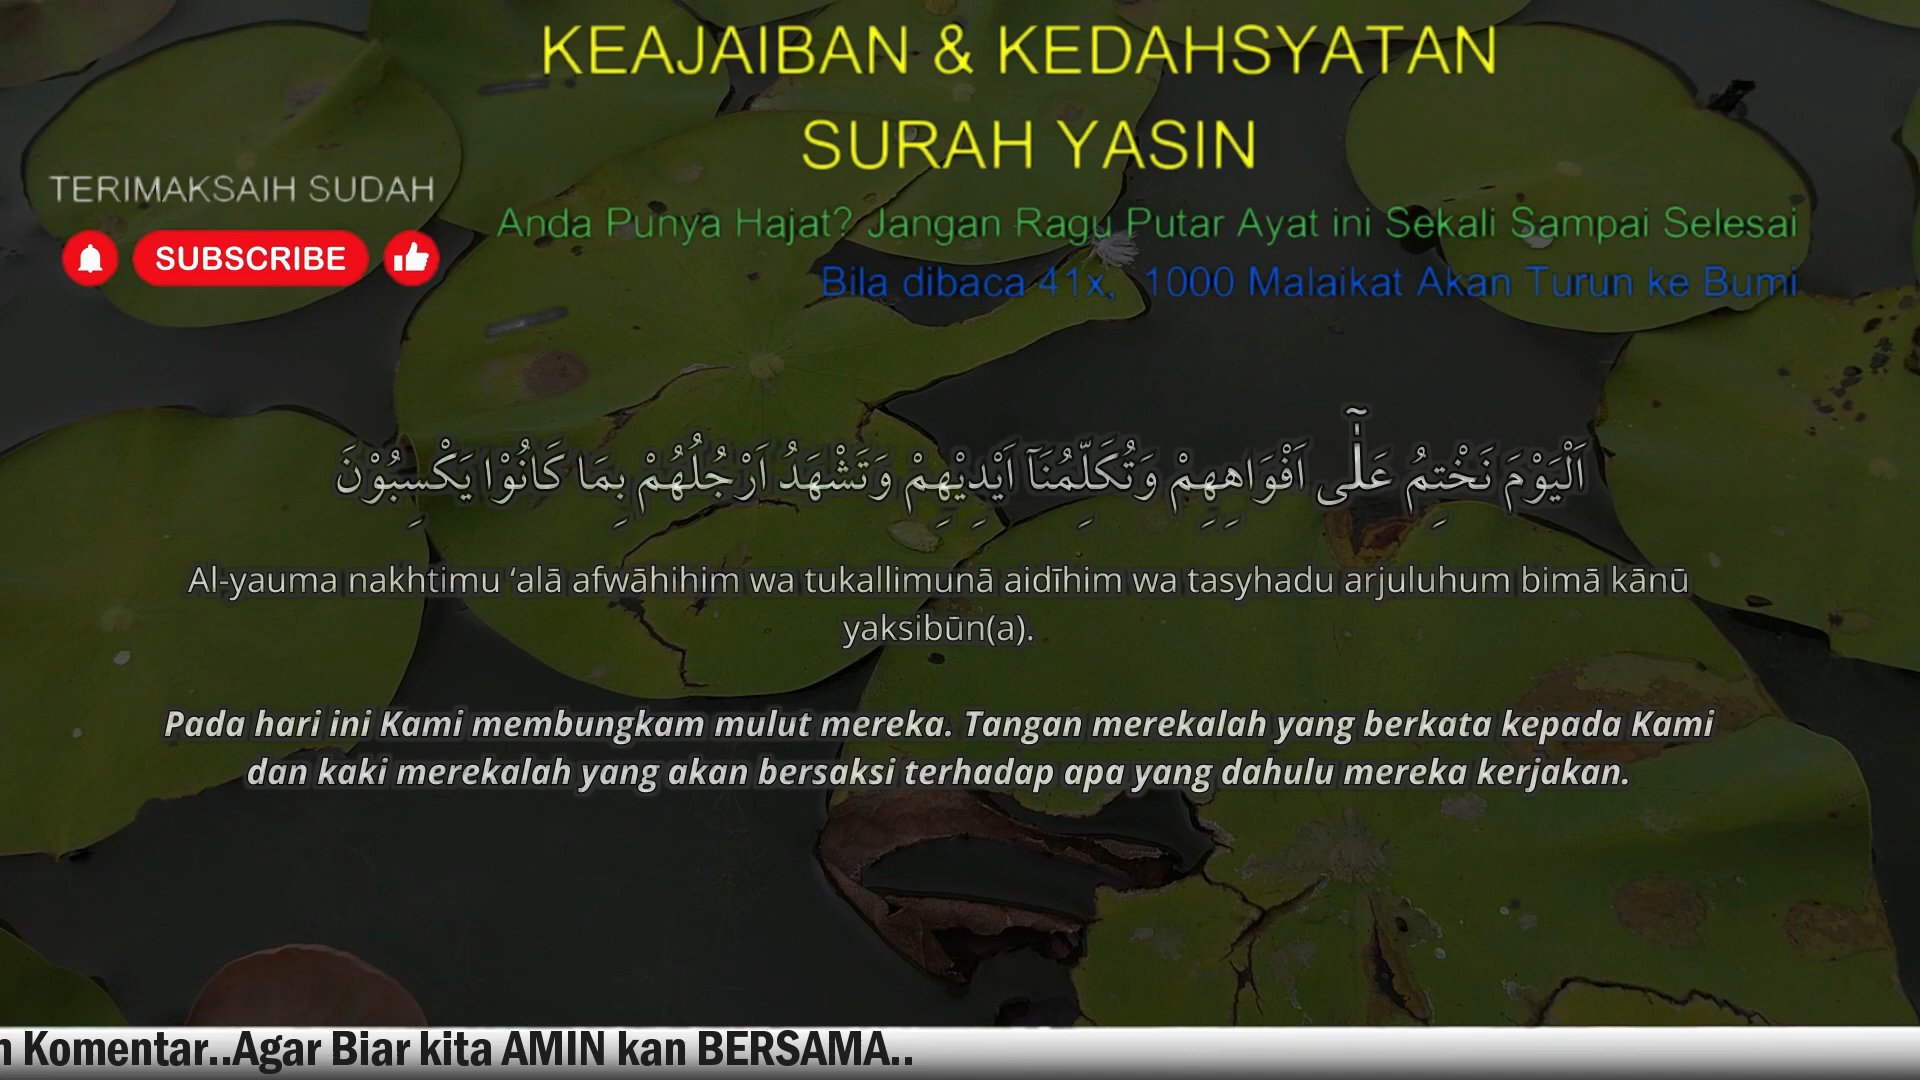 KEAJAIBAN & KEDAHSYATAN
SURAH YASIN
TERIMAKSAIH SUDAH
SUBSCRIBE
Anda Punya Hajat? Jangan Ragu Putar Ayat ini Sekali Sampai Selesai
Bila dibaca 41x, 1000 Malaikat Akan Turun ke Bumi
اَلْيَوْمَ نَخْتِمُ عَلٰٓى اَفْوَاهِهِمْ وَتُكَلِّمُنَآ اَيْدِيْهِمْ وَتَشْهَدُ اَرْجُلُهُمْ بِمَا كَانُوْا يَكْسِبُوْنَ
Al-yauma nakhtimu ‘alā afwāhihim wa tukallimunā aidīhim wa tasyhadu arjuluhum bimā kānū
yaksibūn(a).
Pada hari ini Kami membungkam mulut mereka. Tangan merekalah yang berkata kepada Kami
dan kaki merekalah yang akan bersaksi terhadap apa yang dahulu mereka kerjakan.
Komentar..Agar Biar kita AMIN kan BERSAMA..